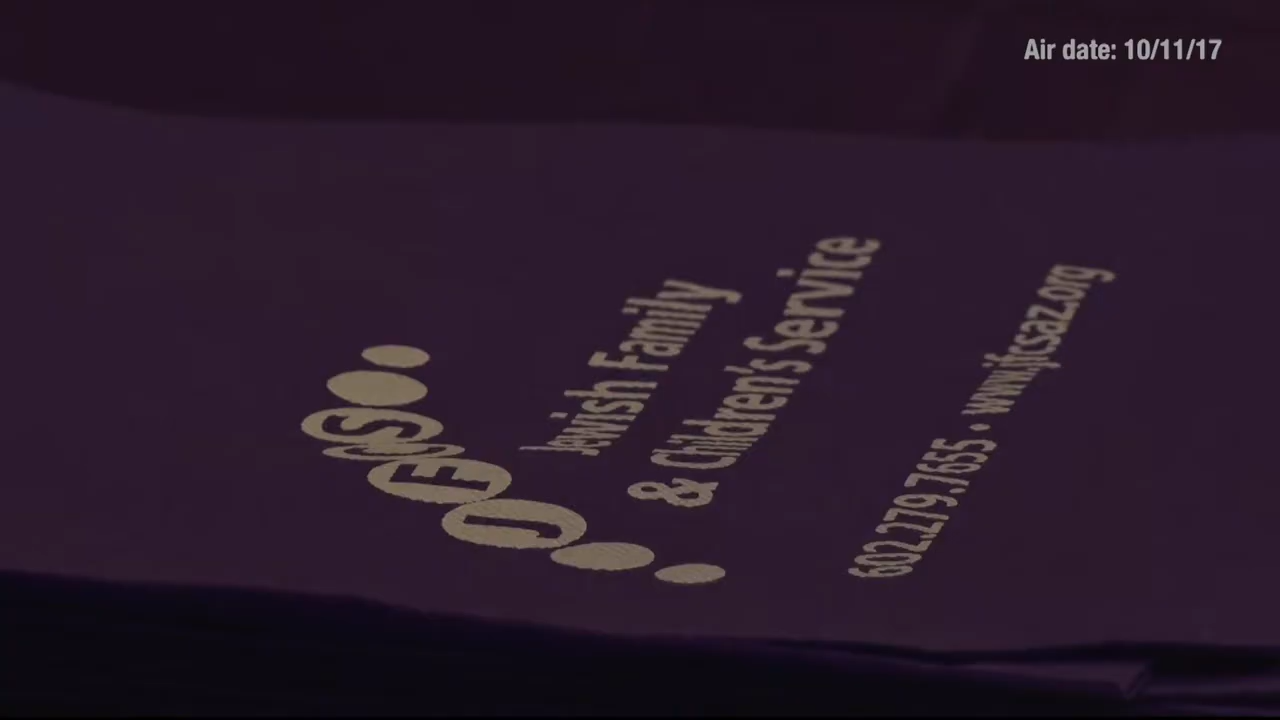 Air date: 10/11/17
JFCS
Jewish Family
& Children's Service
602.279.7655 • www.jfcsaz.org